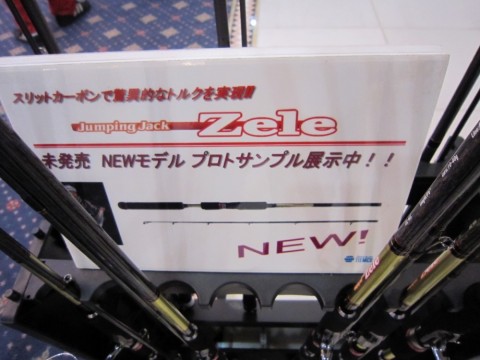 スリットカーボンで驚異的なトルクを実現!!
Jumping Jack Zele
未発売 NEWモデル プロトサンプル展示中！！
NEW!
Zele